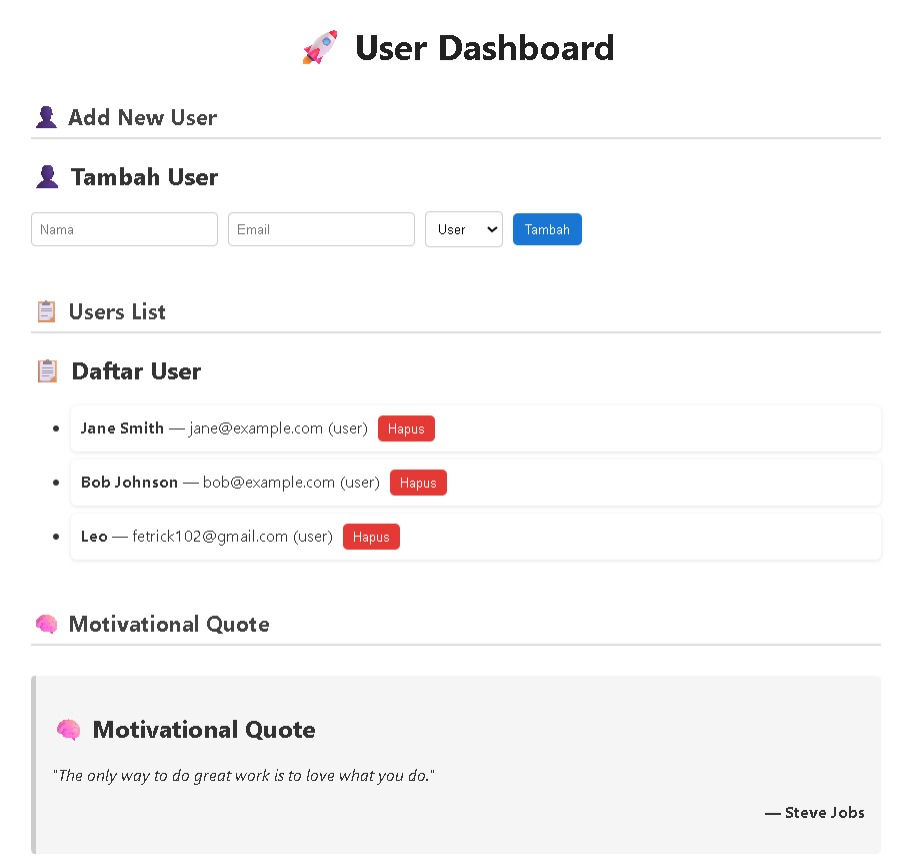 🚀 User Dashboard
👤 Add New User
👤 Tambah User
Nama Email User Tambah
📋 Users List
📋 Daftar User
• Jane Smith — jane@example.com (user) Hapus
• Bob Johnson — bob@example.com (user) Hapus
• Leo — fetrick102@gmail.com (user) Hapus
🧠 Motivational Quote
🧠 Motivational Quote
"The only way to do great work is to love what you do."
— Steve Jobs